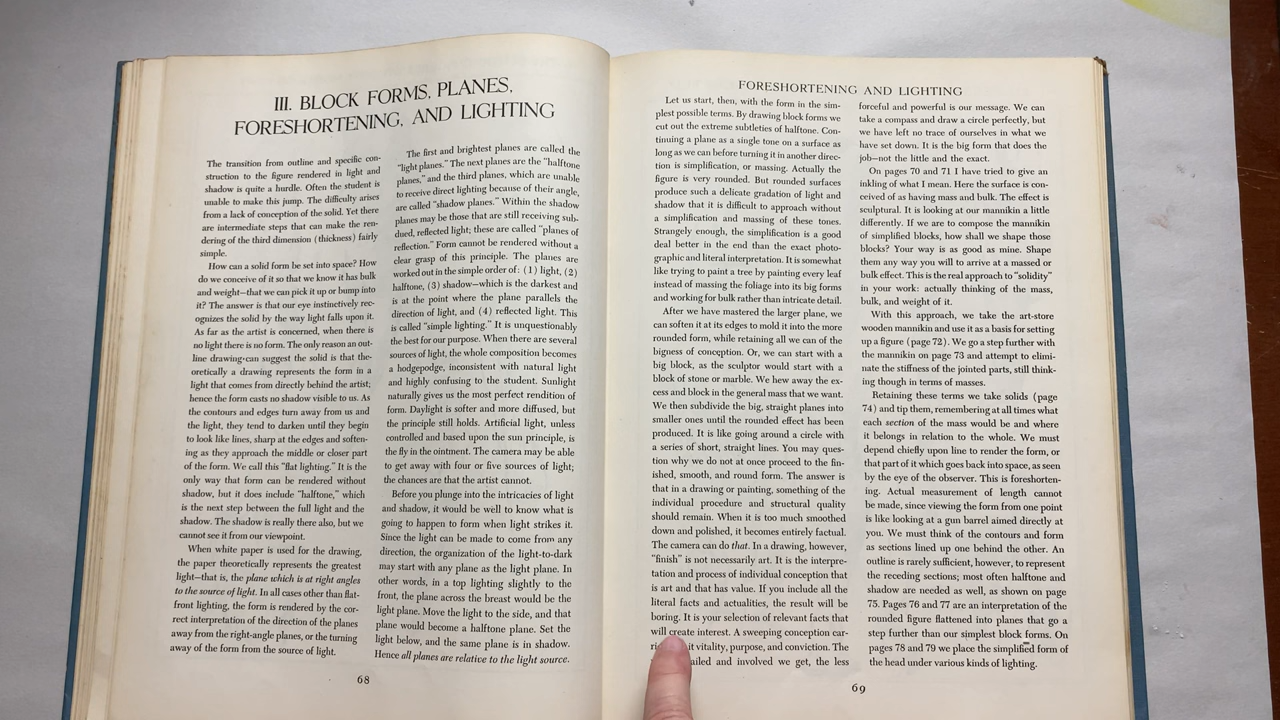 III. BLOCK FORMS, PLANES,
FORESHORTENING, AND LIGHTING
The transition from outline and specific con-
struction to the figure rendered in light and
shadow is quite a hurdle. Often the student is
unable to make this jump. The difficulty arises
from a lack of conception of the solid. Yet there
are intermediate steps that can make the ren-
dering of the third dimension (thickness) fairly
simple.
How can a solid form be set into space? How
do we conceive of it so that we know it has bulk
and weight—that we can pick it up or bump into
it? The answer is that our eye instinctively rec-
ognizes the solid by the way light falls upon it.
As far as the artist is concerned, when there is
no light there is no form. The only reason an out-
line drawing can suggest the solid is that the-
oretically a drawing represents the form in a
light that comes from directly behind the artist;
hence the form casts no shadow visible to us. As
the contours and edges turn away from us and
the light, they tend to darken until they begin
to look like lines, sharp at the edges and soften-
ing as they approach the middle or closer part
of the form. We call this "flat lighting." It is the
only way that form can be rendered without
shadow, but it does include "halftone," which
is the next step between the full light and the
shadow. The shadow is really there also, but we
cannot see it from our viewpoint.
When white paper is used for the drawing,
the paper theoretically represents the greatest
light—that is, the plane which is at right angles
to the source of light. In all cases other than flat-
front lighting, the form is rendered by the cor-
rect interpretation of the direction of the planes
away from the right-angle planes, or the turning
away of the form from the source of light.
The first and brightest planes are called the
"light planes." The next planes are the "halftone
planes," and the third planes, which are unable
to receive direct lighting because of their angle,
are called "shadow planes." Within the shadow
planes may be those that are still receiving sub-
dued, reflected light; these are called "planes of
reflection." Form cannot be rendered without a
clear grasp of this principle. The planes are
worked out in the simple order of: (1) light, (2)
halftone, (3) shadow—which is the darkest and
is at the point where the plane parallels the
direction of light, and (4) reflected light. This
is called "simple lighting." It is unquestionably
the best for our purpose. When there are several
sources of light, the whole composition becomes
a hodgepodge, inconsistent with natural light
and highly confusing to the student. Sunlight
naturally gives us the most perfect rendition of
form. Daylight is softer and more diffused, but
the principle still holds. Artificial light, unless
controlled and based upon the sun principle, is
the fly in the ointment. The camera may be able
to get away with four or five sources of light;
the chances are that the artist cannot.
Before you plunge into the intricacies of light
and shadow, it would be well to know what is
going to happen to form when light strikes it.
Since the light can be made to come from any
direction, the organization of the light-to-dark
may start with any plane as the light plane. In
other words, in a top lighting slightly to the
front, the plane across the breast would be the
light plane. Move the light to the side, and that
plane would become a halftone plane. Set the
light below, and the same plane is in shadow.
Hence all planes are relative to the light source.
68
FORESHORTENING AND LIGHTING
Let us start, then, with the form in the sim-
plest possible terms. By drawing block forms we
cut out the extreme subtleties of halftone. Con-
tinuing a plane as a single tone on a surface as
long as we can before turning it in another direc-
tion is simplification, or massing. Actually the
figure is very rounded. But rounded surfaces
produce such a delicate gradation of light and
shadow that it is difficult to approach without
a simplification and massing of these tones.
Strangely enough, the simplification is a good
deal better in the end than the exact photo-
graphic and literal interpretation. It is somewhat
like trying to paint a tree by painting every leaf
instead of massing the foliage into its big forms
and working for bulk rather than intricate detail.
After we have mastered the larger plane, we
can soften it at its edges to mold it into the more
rounded form, while retaining all we can of the
bigness of conception. Or, we can start with a
big block, as the sculptor would start with a
block of stone or marble. We hew away the ex-
cess and block in the general mass that we want.
We then subdivide the big, straight planes into
smaller ones until the rounded effect has been
produced. It is like going around a circle with
a series of short, straight lines. You may ques-
tion why we do not at once proceed to the fin-
ished, smooth, and round form. The answer is
that in a drawing or painting, something of the
individual procedure and structural quality
should remain. When it is too much smoothed
down and polished, it becomes entirely factual.
The camera can do that. In a drawing, however,
"finish" is not necessarily art. It is the interpre-
tation and process of individual conception that
is art and that has value. If you include all the
literal facts and actualities, the result will be
boring. It is your selection of relevant facts that
will create interest. A sweeping conception car-
it vitality, purpose, and conviction. The
and involved we get, the less
forceful and powerful is our message. We can
take a compass and draw a circle perfectly, but
we have left no trace of ourselves in what we
have set down. It is the big form that does the
job—not the little and the exact.
On pages 70 and 71 I have tried to give an
inkling of what I mean. Here the surface is con-
ceived of as having mass and bulk. The effect is
sculptural. It is looking at our mannikin a little
differently. If we are to compose the mannikin
of simplified blocks, how shall we shape those
blocks? Your way is as good as mine. Shape
them any way you will to arrive at a massed or
bulk effect. This is the real approach to "solidity"
in your work: actually thinking of the mass,
bulk, and weight of it.
With this approach, we take the art-store
wooden mannikin and use it as a basis for setting
up a figure (page 72). We go a step further with
the mannikin on page 73 and attempt to elimi-
nate the stiffness of the jointed parts, still think-
ing though in terms of masses.
Retaining these terms we take solids (page
74) and tip them, remembering at all times what
each section of the mass would be and where
it belongs in relation to the whole. We must
depend chiefly upon line to render the form, or
that part of it which goes back into space, as seen
by the eye of the observer. This is foreshorten-
ing. Actual measurement of length cannot
be made, since viewing the form from one point
is like looking at a gun barrel aimed directly at
you. We must think of the contours and form
as sections lined up one behind the other. An
outline is rarely sufficient, however, to represent
the receding sections; most often halftone and
shadow are needed as well, as shown on page
75. Pages 76 and 77 are an interpretation of the
rounded figure flattened into planes that go a
step further than our simplest block forms. On
pages 78 and 79 we place the simplified form of
the head under various kinds of lighting.
69